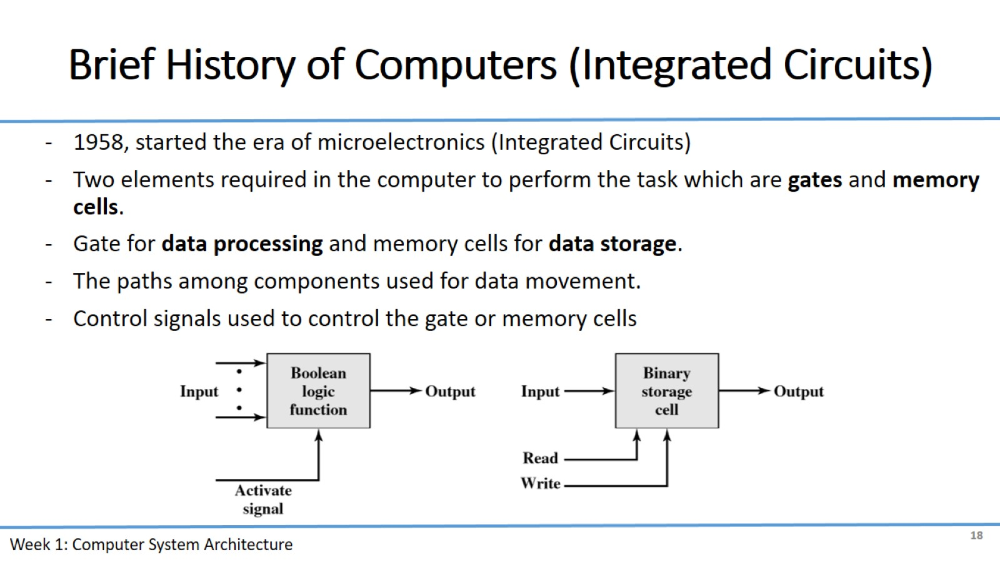 Brief History of Computers (Integrated Circuits)
- 1958, started the era of microelectronics (Integrated Circuits)
- Two elements required in the computer to perform the task which are gates and memory
cells.
- Gate for data processing and memory cells for data storage.
- The paths among components used for data movement.
- Control signals used to control the gate or memory cells
Input
Boolean
logic
function
Output
Activate
signal
Input
Binary
storage
cell
Output
Read
Write
Week 1: Computer System Architecture
18